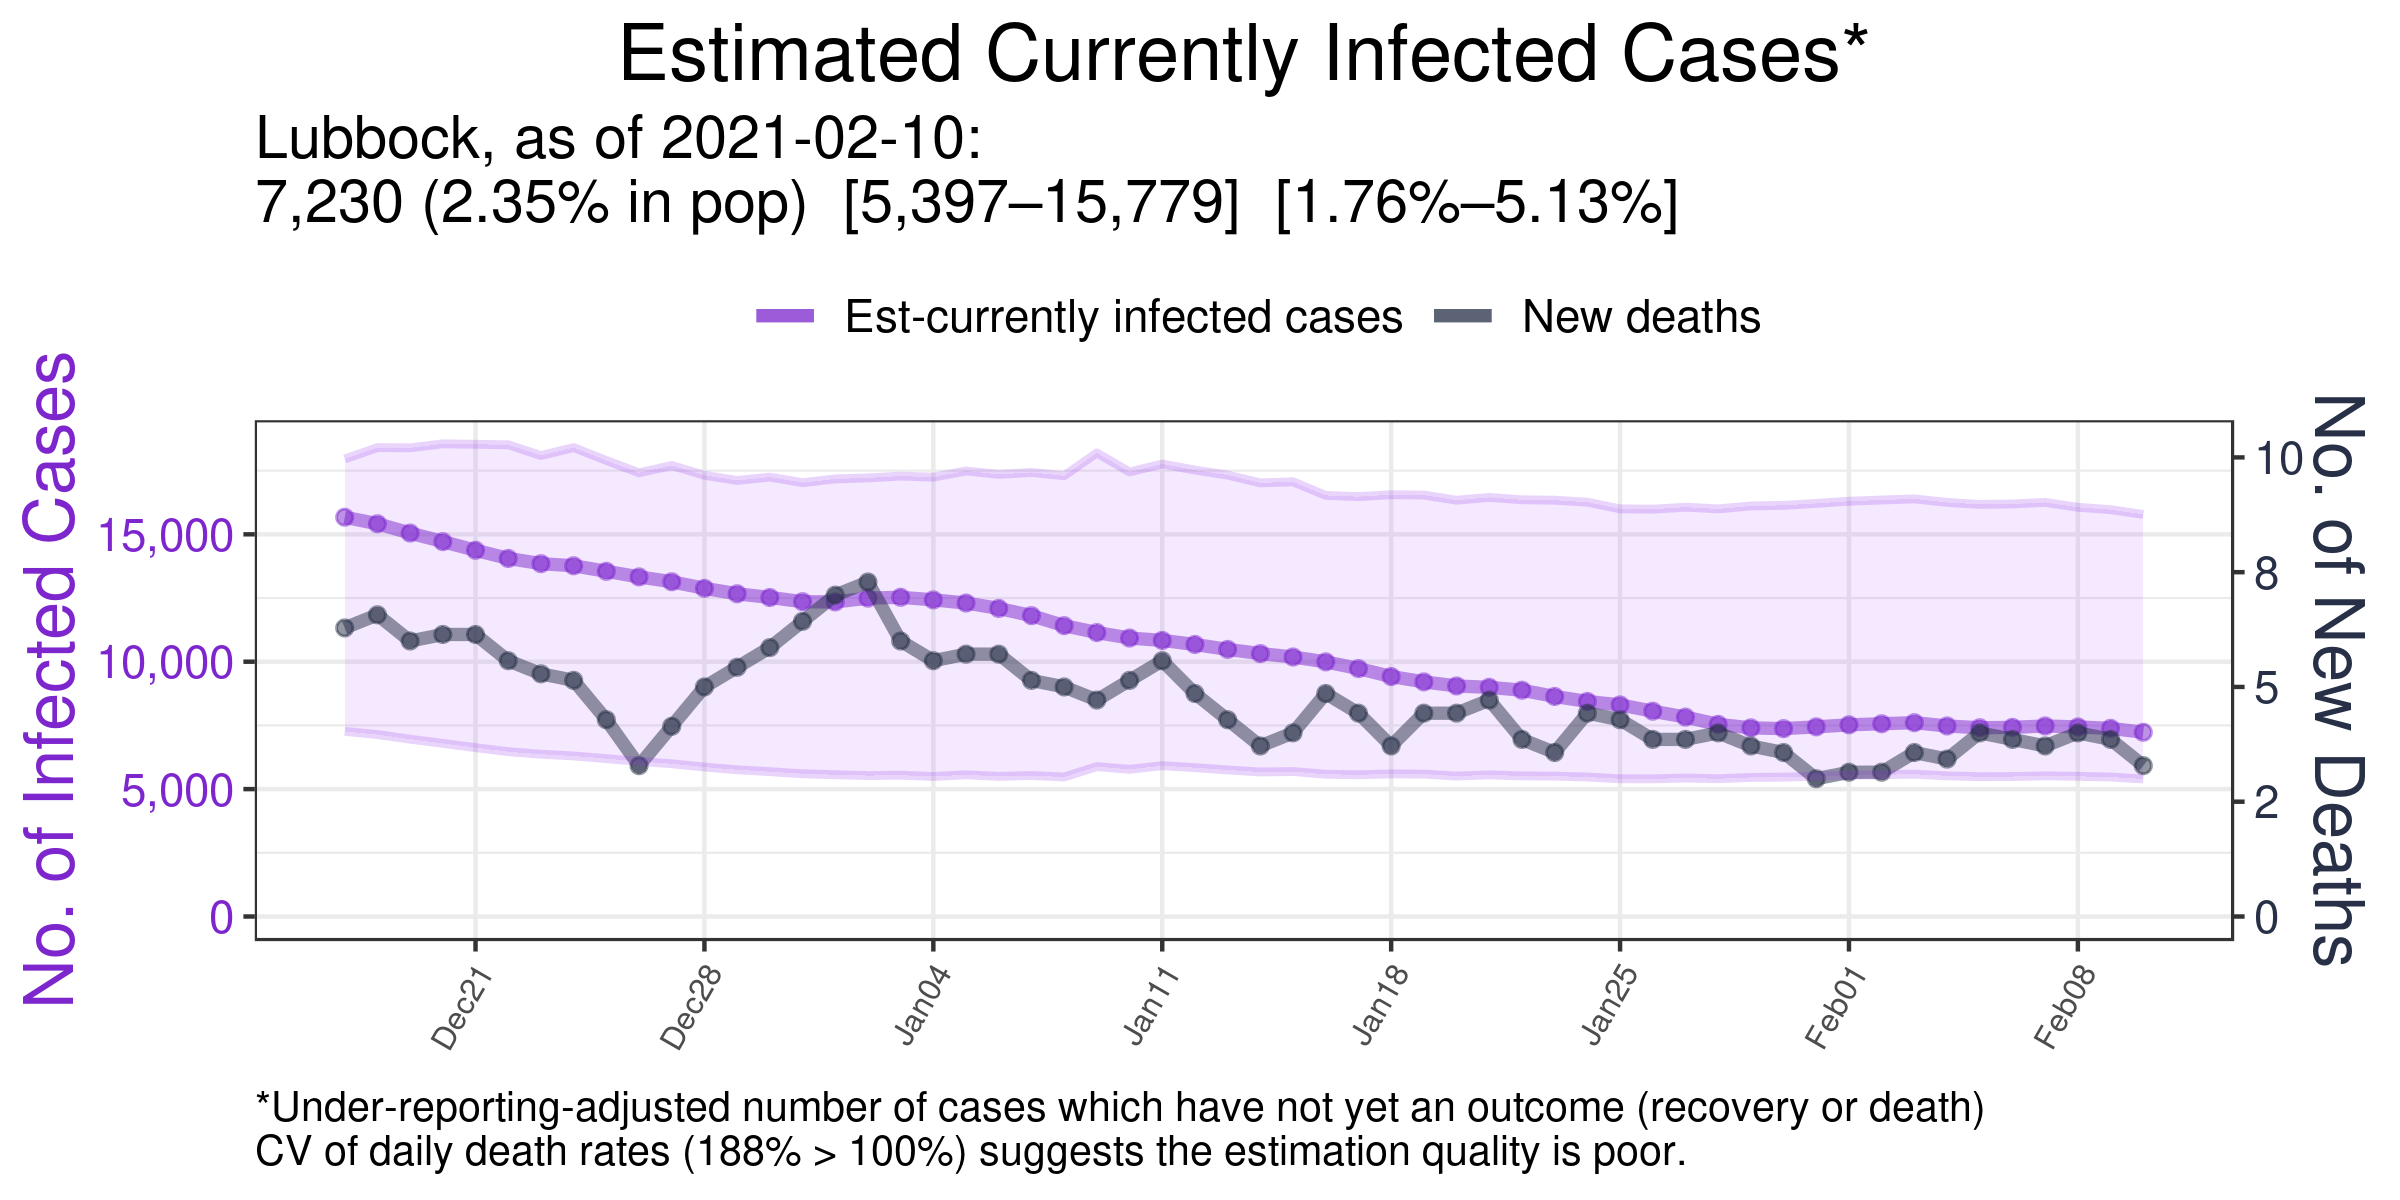 Estimated Currently Infected Cases*
Lubbock, as of 2021-02-10:
7,230 (2.35% in pop) [5,397–15,779] [1.76%–5.13%]
Est-currently infected cases New deaths
No. of Infected Cases
15,000
10,000
5,000
0
10
8
5
2
0
No. of New Deaths
Dec21 Dec28 Jan04 Jan11 Jan18 Jan25 Feb01 Feb08
*Under-reporting-adjusted number of cases which have not yet an outcome (recovery or death)
CV of daily death rates (188% > 100%) suggests the estimation quality is poor.